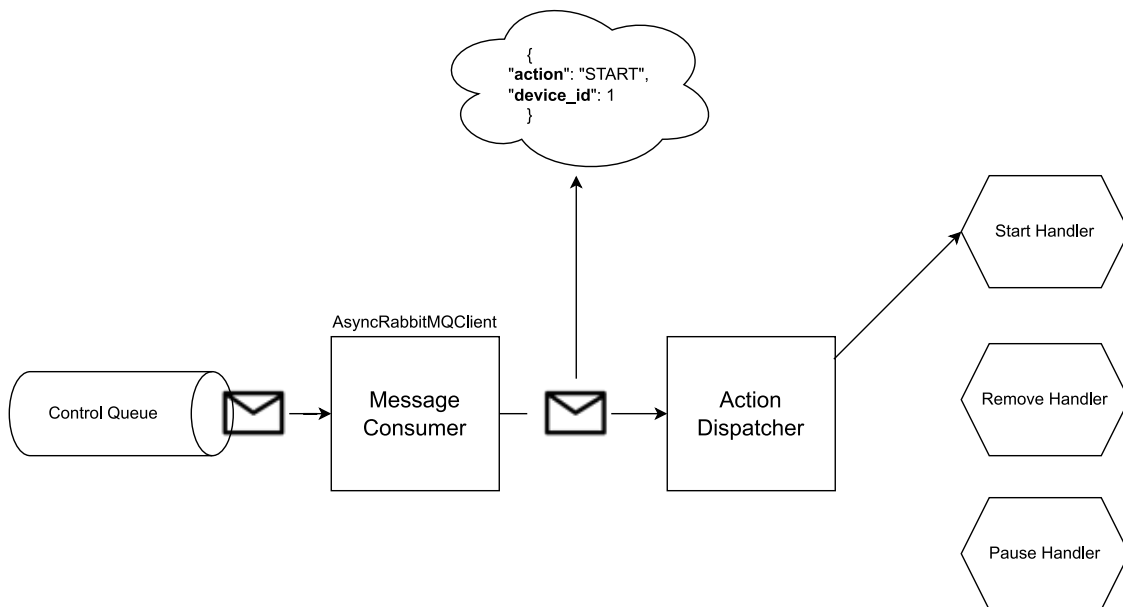 {
"action": "START",
"device_id": 1
}
Start Handler
AsyncRabbitMQClient
Control Queue
Message
Consumer
Action
Dispatcher
Remove Handler
Pause Handler